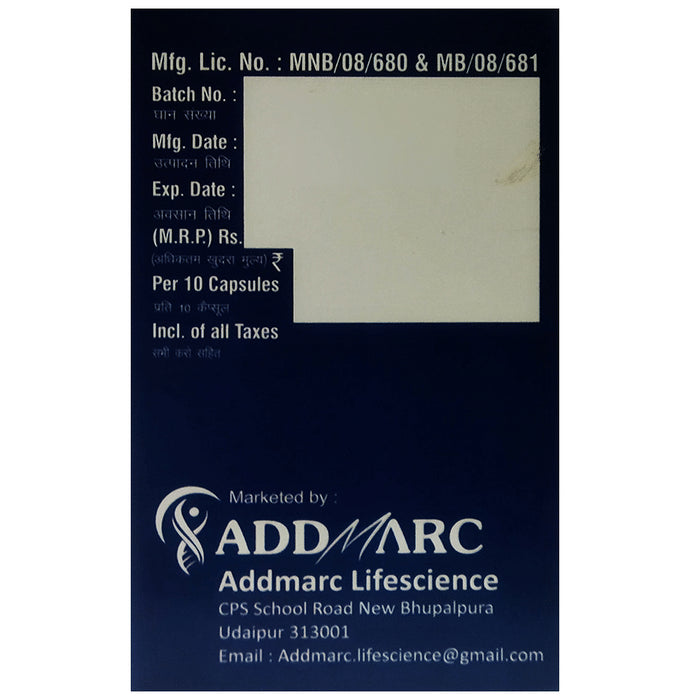 Mfg. Lic. No. : MNB/08/680 & MB/08/681
Batch No. :
घान संख्या
Mfg. Date :
उत्पादन तिथि
Exp. Date :
अवसान तिथि
(M.R.P.) Rs.
(अधिकतम खुदरा मुल्य) ₹
Per 10 Capsules
प्रति 10 कैप्सूल
Incl. of all Taxes
सभी करो सहित
Marketed by :
ADDMARC
Addmarc Lifescience
CPS School Road New Bhupalpura
Udaipur 313001
Email : Addmarc.lifescience@gmail.com